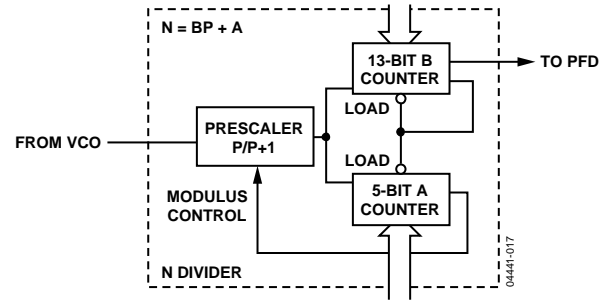 N = BP + A
13-BIT B
COUNTER
TO PFD
LOAD
PRESCALER
P/P+1
FROM VCO
LOAD
MODULUS
CONTROL
5-BIT A
COUNTER
N DIVIDER
04441-017